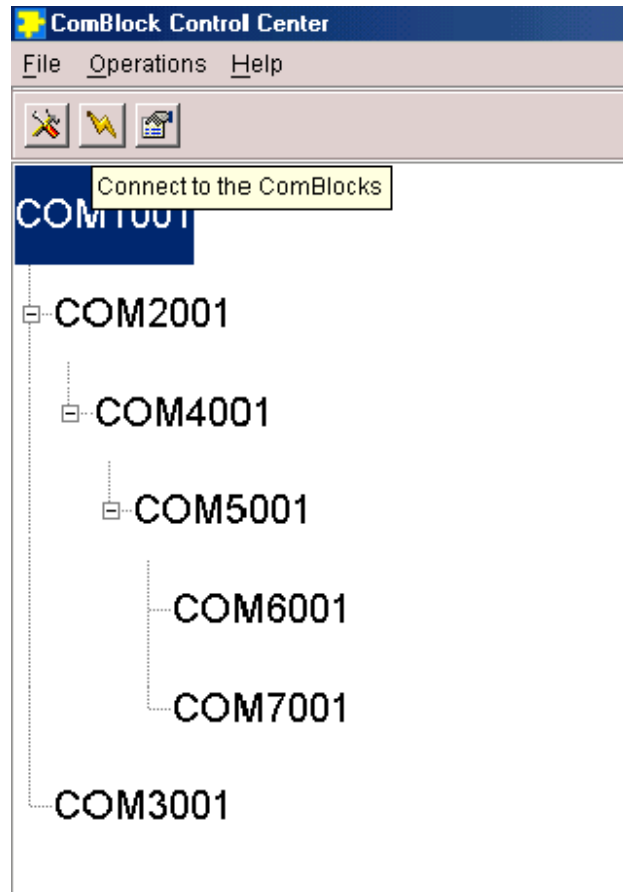 ComBlock Control Center
File Operations Help
Connect to the ComBlocks
COM1001
COM2001
COM4001
COM5001
COM6001
COM7001
COM3001